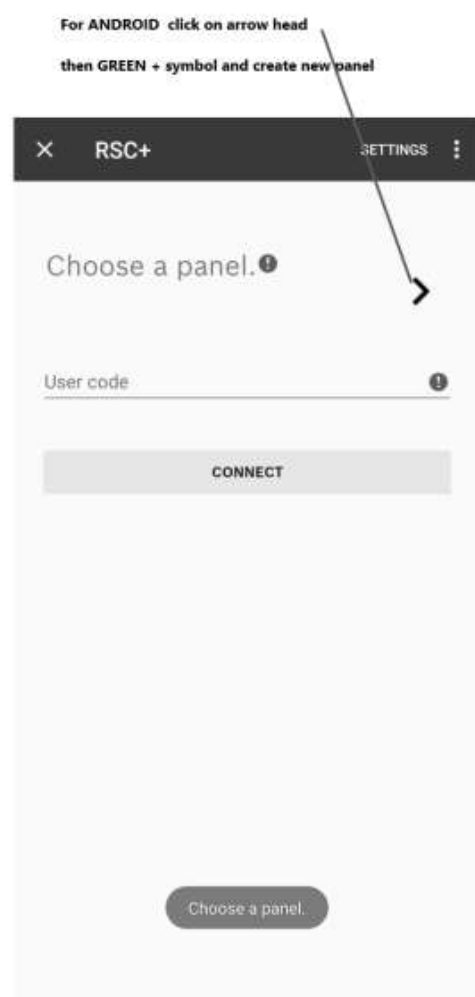 For ANDROID click on arrow head
then GREEN + symbol and create new panel
RSC+ SETTINGS
Choose a panel.
User code
CONNECT
Choose a panel.